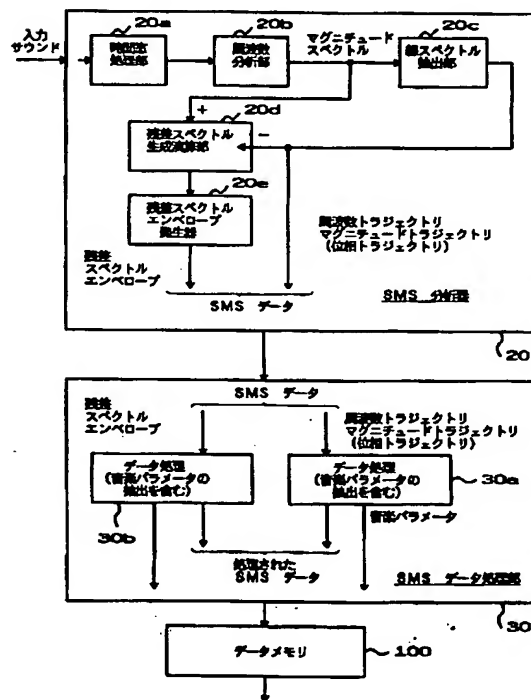 入力
サウンド
20a
時間窓
処理部
20b
周波数
分析部
マグニチュード
スペクトル
20c
線スペクトル
抽出部
+
20d
残差スペクトル
生成演算部
−
20e
残差スペクトル
エンベロープ
発生器
残差
スペクトル
エンベロープ
周波数トラジェクトリ
マグニチュードトラジェクトリ
(位相トラジェクトリ)
SMS データ
SMS 分析器
20
SMS データ
残差
スペクトル
エンベロープ
周波数トラジェクトリ
マグニチュードトラジェクトリ
(位相トラジェクトリ)
データ処理
(音楽パラメータの
抽出を含む)
30b
データ処理
(音楽パラメータの
抽出を含む)
30a
音楽パラメータ
処理された
SMS データ
SMS データ処理部
30
データメモリ
100